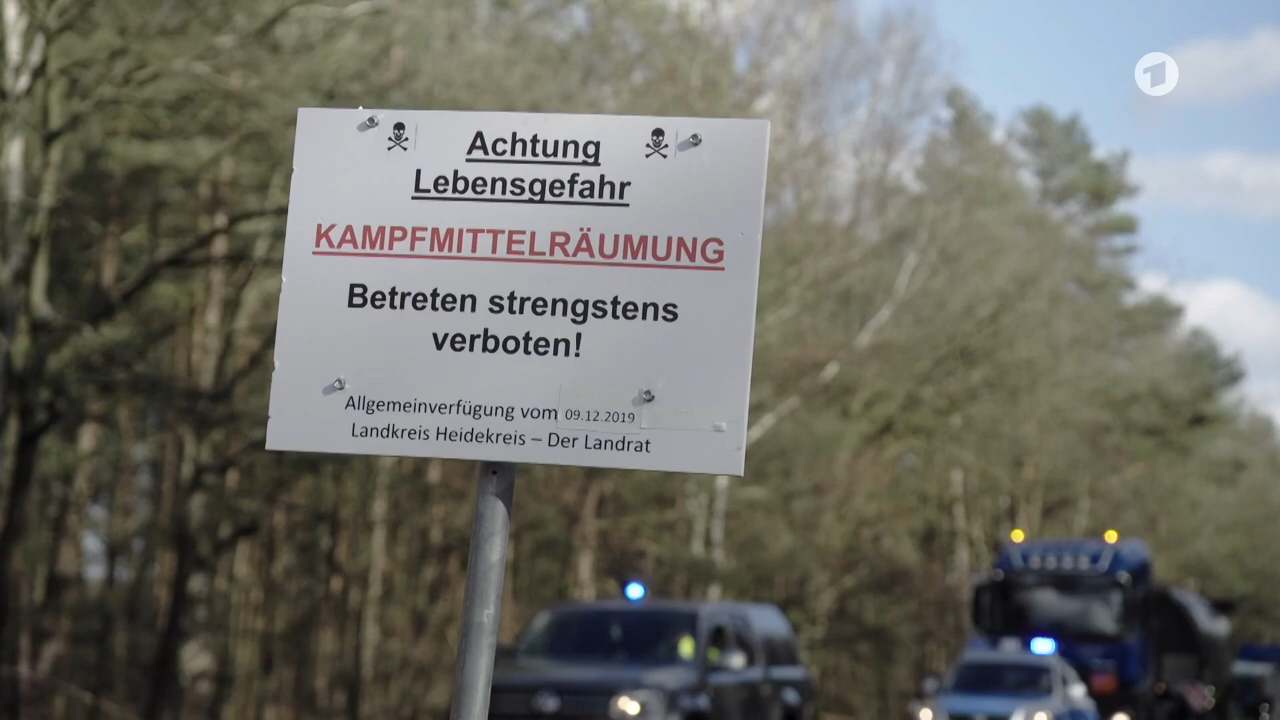 Achtung
Lebensgefahr
KAMPFMITTELRÄUMUNG
Betreten strengstens
verboten!
Allgemeinverfügung vom 09.12.2019
Landkreis Heidekreis – Der Landrat